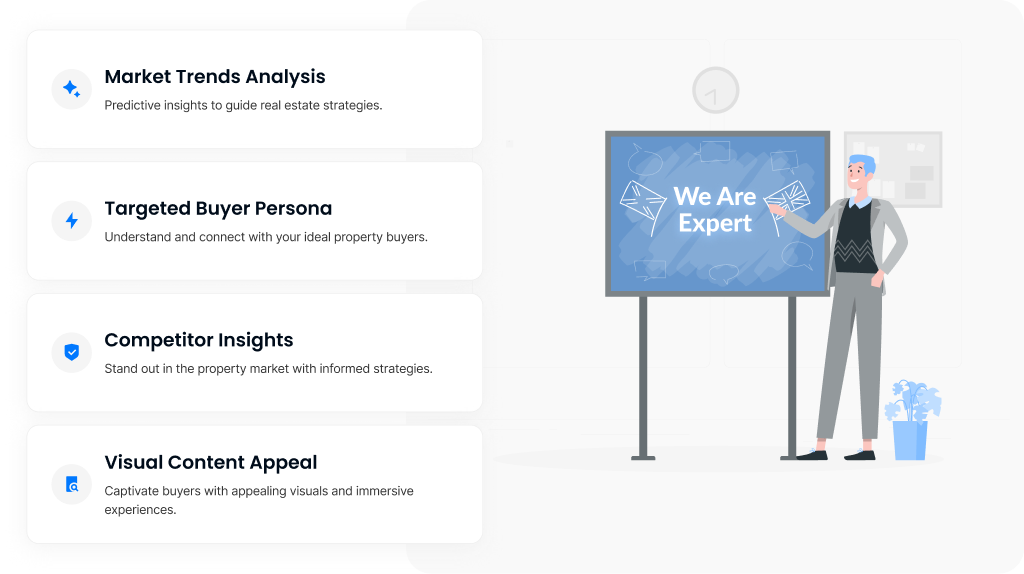 Market Trends Analysis
Predictive insights to guide real estate strategies.
Targeted Buyer Persona
Understand and connect with your ideal property buyers.
Competitor Insights
Stand out in the property market with informed strategies.
Visual Content Appeal
Captivate buyers with appealing visuals and immersive
experiences.
We Are
Expert